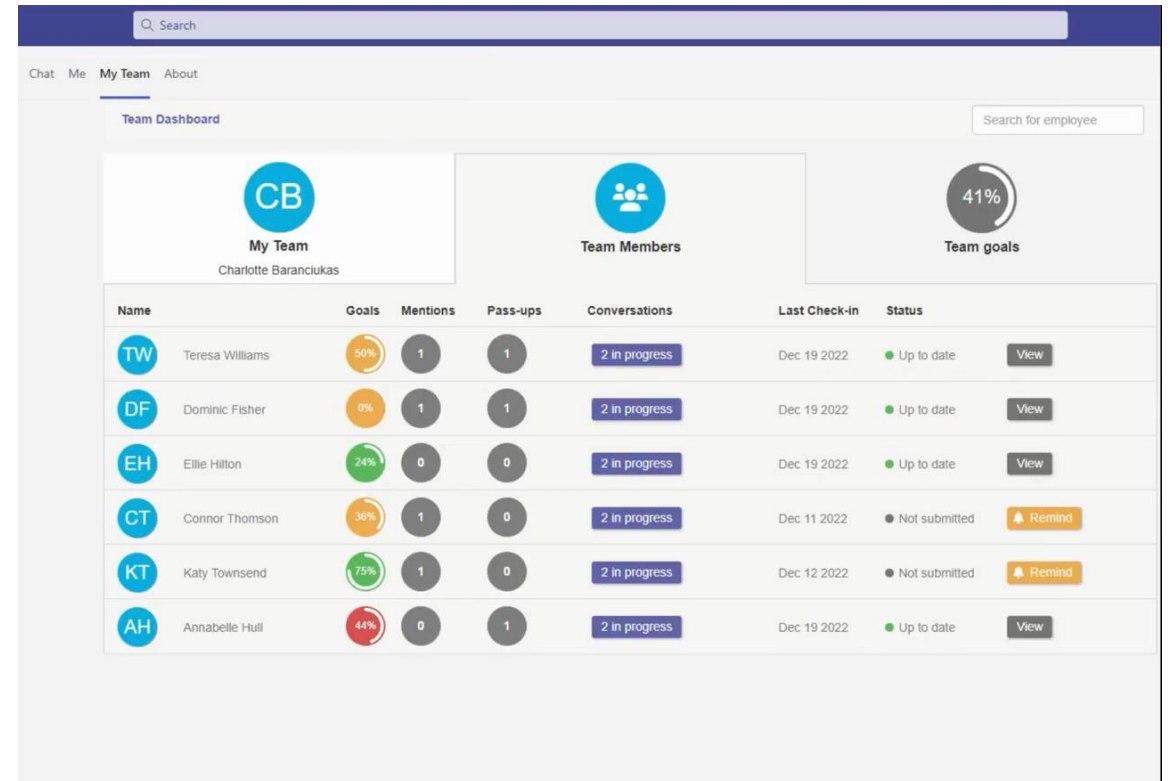 Search
Chat Me My Team About
Team Dashboard
Search for employee
CB
My Team
Charlotte Baranciukas
Team Members
41%
Team goals
Name Goals Mentions Pass-ups Conversations Last Check-in Status
TW Teresa Williams 50% 1 1 2 in progress Dec 19 2022 Up to date View
DF Dominic Fisher 0% 1 1 2 in progress Dec 19 2022 Up to date View
EH Ellie Hilton 24% 0 0 2 in progress Dec 19 2022 Up to date View
CT Connor Thomson 36% 1 0 2 in progress Dec 11 2022 Not submitted Remind
KT Katy Townsend 75% 1 0 2 in progress Dec 12 2022 Not submitted Remind
AH Annabelle Hull 44% 0 1 2 in progress Dec 19 2022 Up to date View